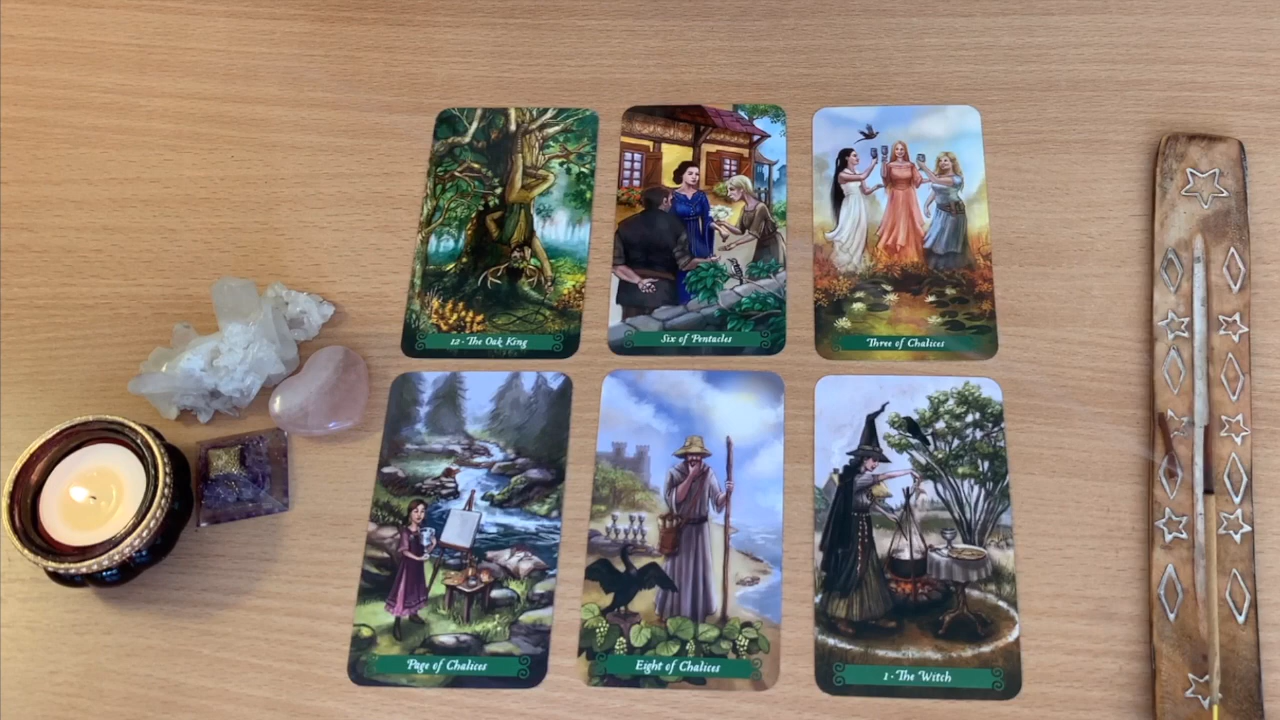 12 · The Oak King
Six of Pentacles
Three of Chalices
Page of Chalices
Eight of Chalices
1 · The Witch